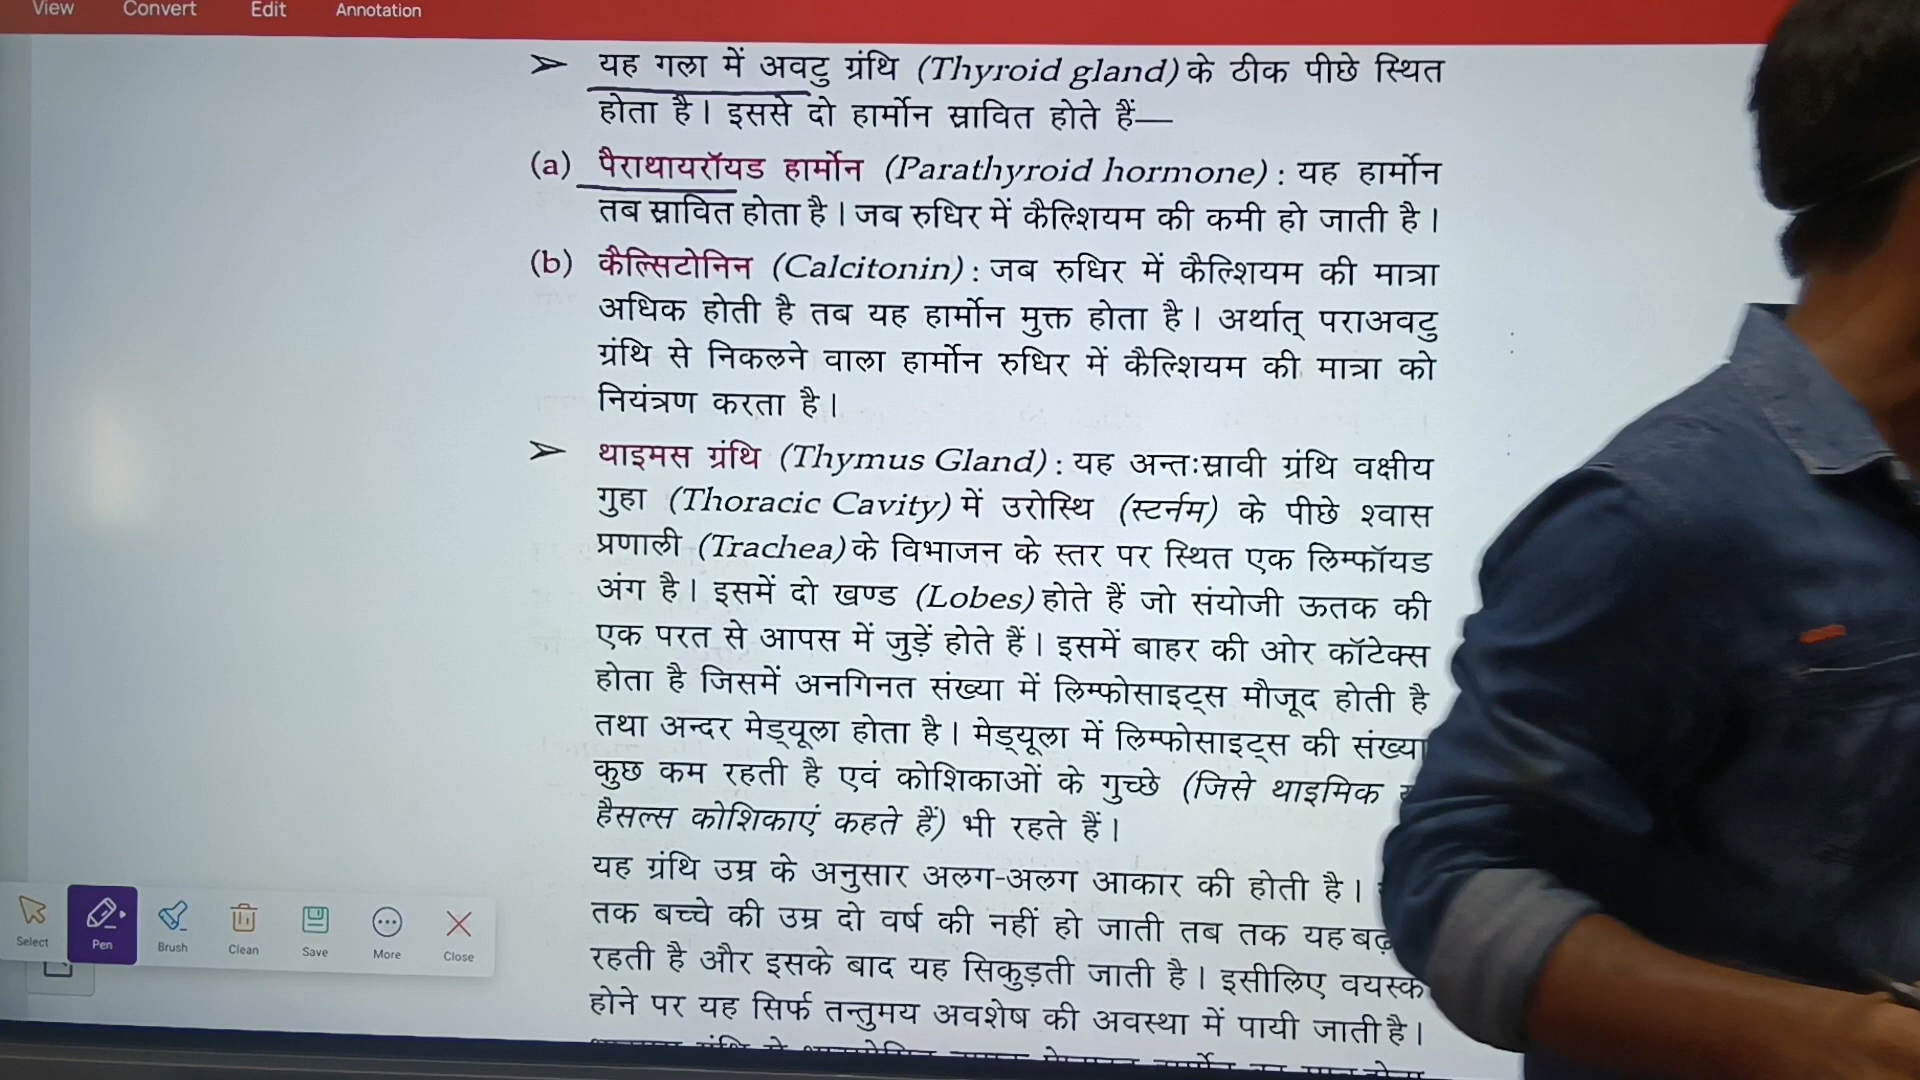 View Convert Edit Annotation
➢ यह गला में अवटु ग्रंथि (Thyroid gland) के ठीक पीछे स्थित
होता है। इससे दो हार्मोन स्रावित होते हैं—
(a) पैराथायरॉयड हार्मोन (Parathyroid hormone) : यह हार्मोन
तब स्रावित होता है। जब रुधिर में कैल्शियम की कमी हो जाती है।
(b) कैल्सिटोनिन (Calcitonin) : जब रुधिर में कैल्शियम की मात्रा
अधिक होती है तब यह हार्मोन मुक्त होता है। अर्थात् पराअवटु
ग्रंथि से निकलने वाला हार्मोन रुधिर में कैल्शियम की मात्रा को
नियंत्रण करता है।
➢ थाइमस ग्रंथि (Thymus Gland) : यह अन्तःस्रावी ग्रंथि वक्षीय
गुहा (Thoracic Cavity) में उरोस्थि (स्टर्नम) के पीछे श्वास
प्रणाली (Trachea) के विभाजन के स्तर पर स्थित एक लिम्फॉयड
अंग है। इसमें दो खण्ड (Lobes) होते हैं जो संयोजी ऊतक की
एक परत से आपस में जुड़ें होते हैं। इसमें बाहर की ओर कॉटेक्स
होता है जिसमें अनगिनत संख्या में लिम्फोसाइट्स मौजूद होती है
तथा अन्दर मेड्यूला होता है। मेड्यूला में लिम्फोसाइट्स की संख्या
कुछ कम रहती है एवं कोशिकाओं के गुच्छे (जिसे थाइमिक
हैसल्स कोशिकाएं कहते हैं) भी रहते हैं।
यह ग्रंथि उम्र के अनुसार अलग-अलग आकार की होती है।
तक बच्चे की उम्र दो वर्ष की नहीं हो जाती तब तक यह
रहती है और इसके बाद यह सिकुड़ती जाती है। इसीलिए वयस्क
होने पर यह सिर्फ तन्तुमय अवशेष की अवस्था में पायी जाती है।
Select Pen Brush Clean Save More Close